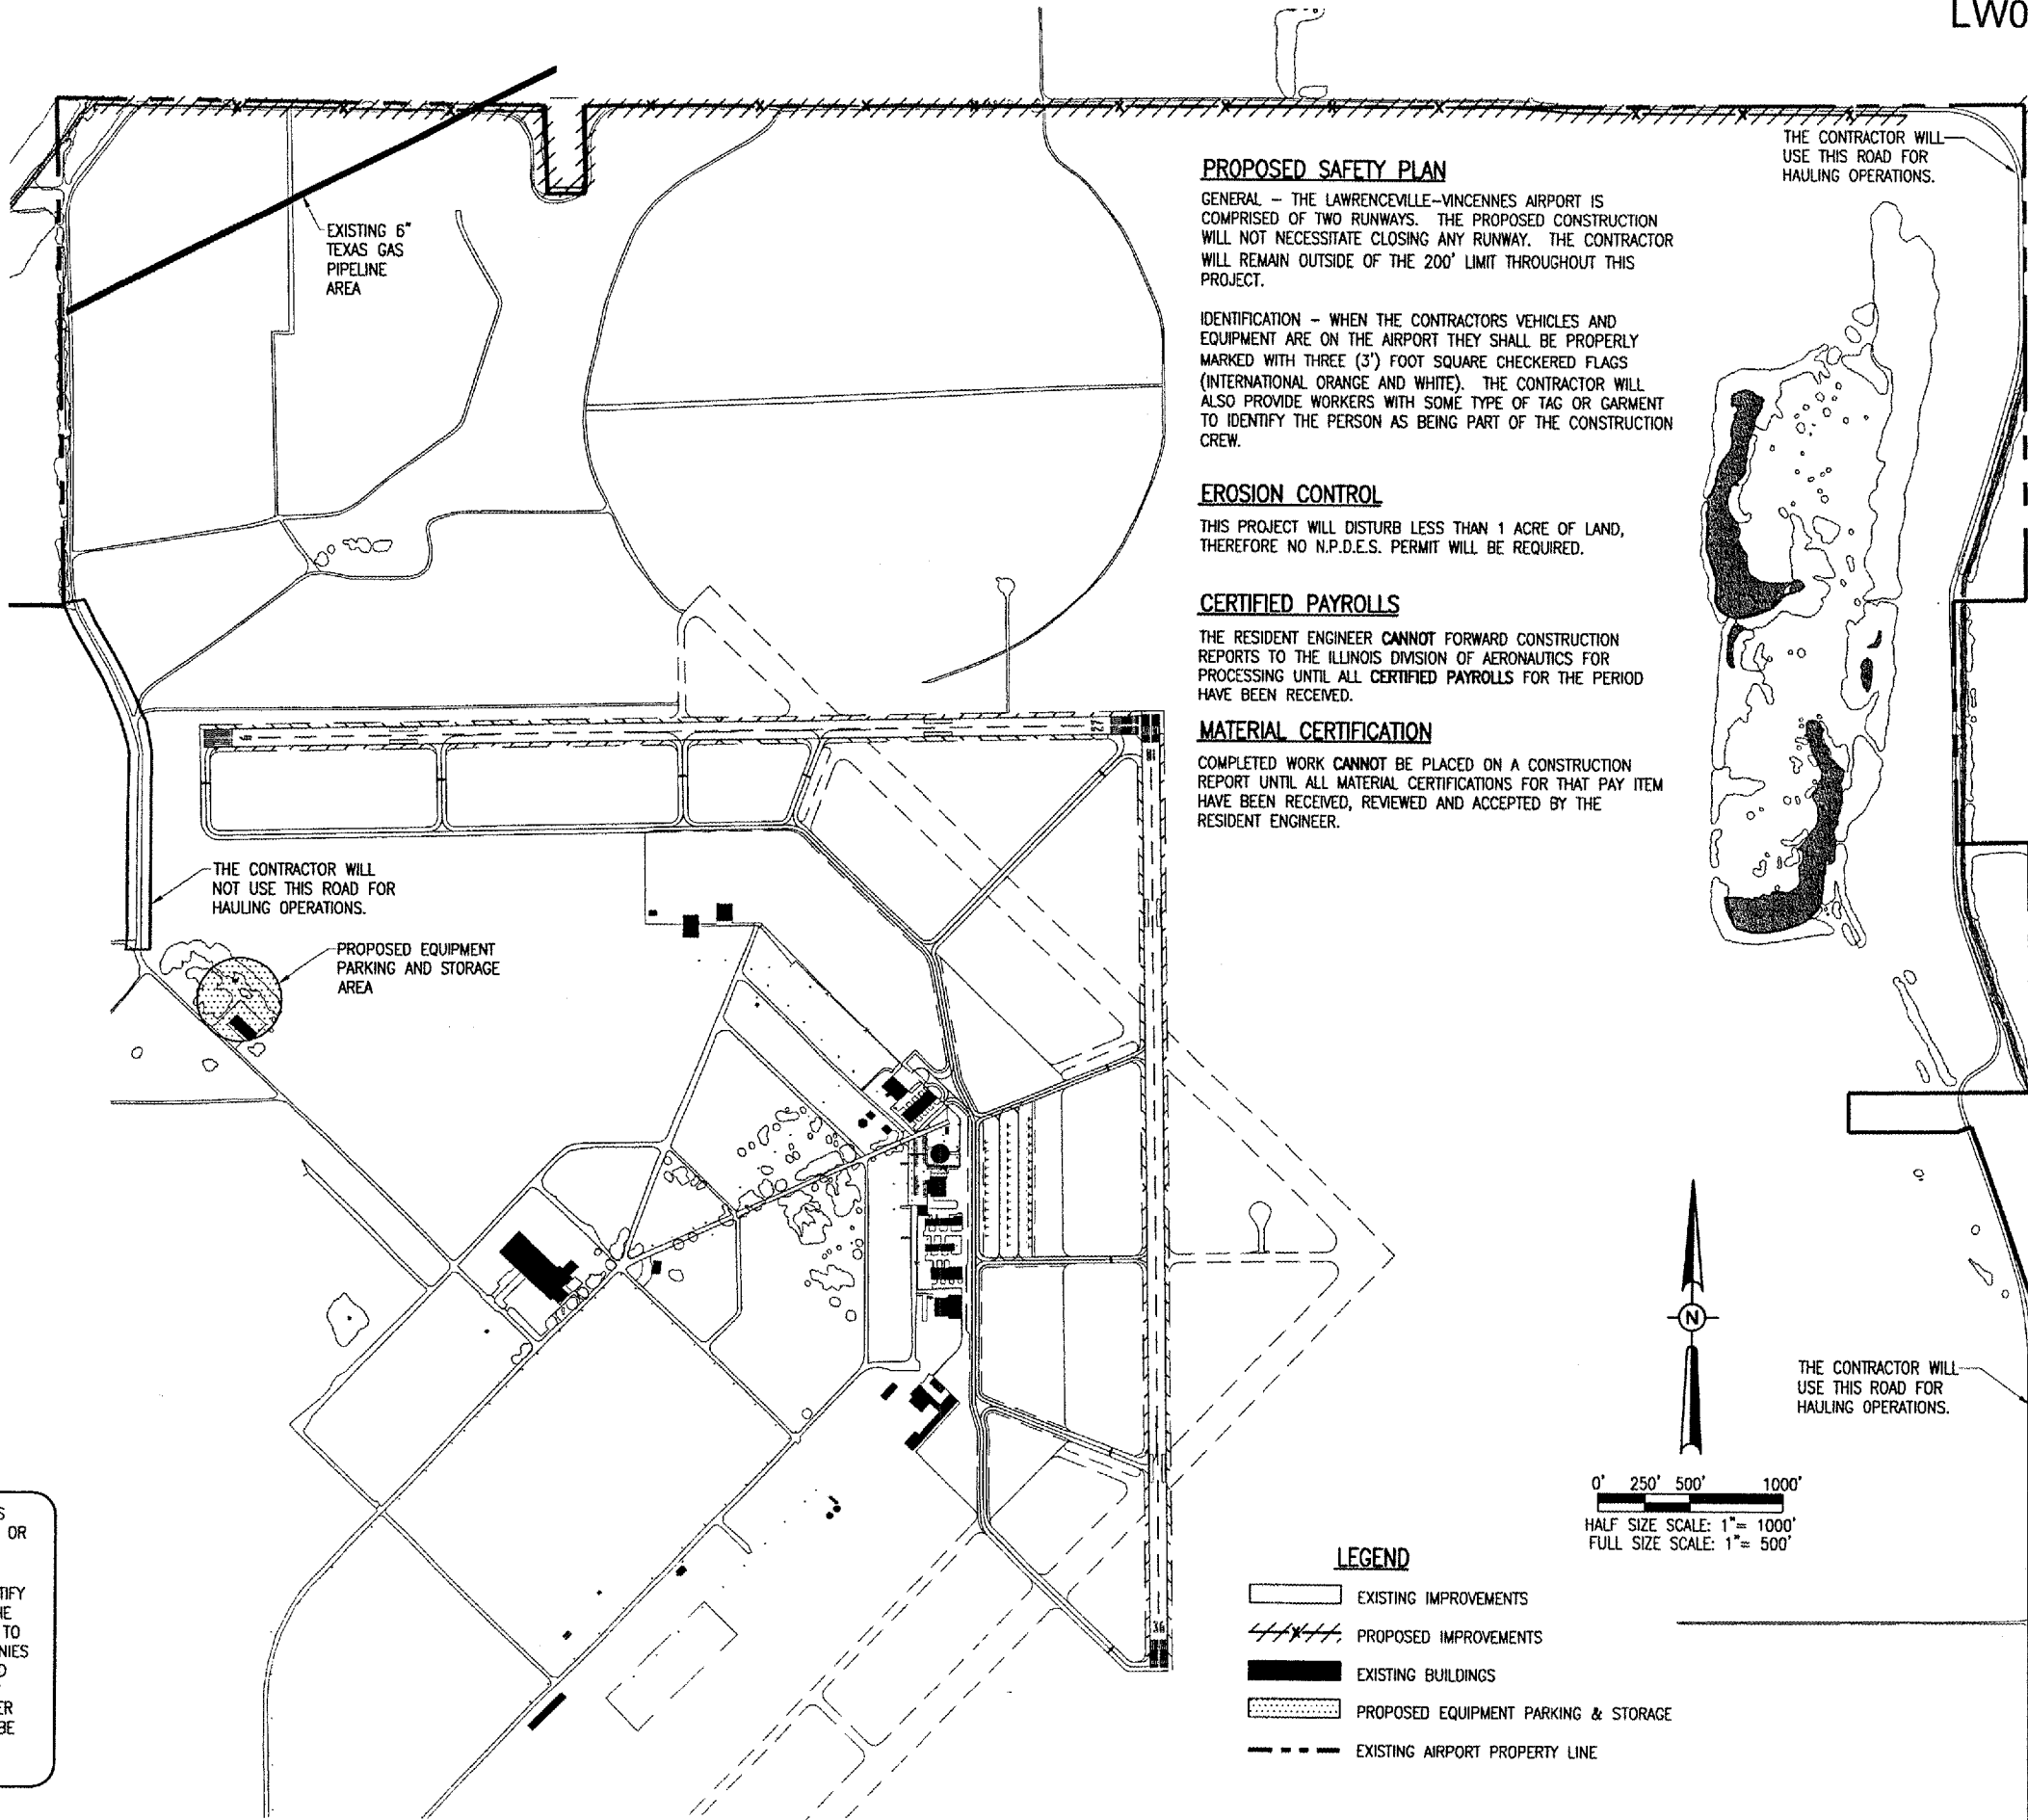 LW0
THE CONTRACTOR WILL
USE THIS ROAD FOR
HAULING OPERATIONS.
EXISTING 6"
TEXAS GAS
PIPELINE
AREA
PROPOSED SAFETY PLAN
GENERAL – THE LAWRENCEVILLE–VINCENNES AIRPORT IS
COMPRISED OF TWO RUNWAYS. THE PROPOSED CONSTRUCTION
WILL NOT NECESSITATE CLOSING ANY RUNWAY. THE CONTRACTOR
WILL REMAIN OUTSIDE OF THE 200' LIMIT THROUGHOUT THIS
PROJECT.
IDENTIFICATION – WHEN THE CONTRACTORS VEHICLES AND
EQUIPMENT ARE ON THE AIRPORT THEY SHALL BE PROPERLY
MARKED WITH THREE (3') FOOT SQUARE CHECKERED FLAGS
(INTERNATIONAL ORANGE AND WHITE). THE CONTRACTOR WILL
ALSO PROVIDE WORKERS WITH SOME TYPE OF TAG OR GARMENT
TO IDENTIFY THE PERSON AS BEING PART OF THE CONSTRUCTION
CREW.
EROSION CONTROL
THIS PROJECT WILL DISTURB LESS THAN 1 ACRE OF LAND,
THEREFORE NO N.P.D.E.S. PERMIT WILL BE REQUIRED.
CERTIFIED PAYROLLS
THE RESIDENT ENGINEER CANNOT FORWARD CONSTRUCTION
REPORTS TO THE ILLINOIS DIVISION OF AERONAUTICS FOR
PROCESSING UNTIL ALL CERTIFIED PAYROLLS FOR THE PERIOD
HAVE BEEN RECEIVED.
MATERIAL CERTIFICATION
COMPLETED WORK CANNOT BE PLACED ON A CONSTRUCTION
REPORT UNTIL ALL MATERIAL CERTIFICATIONS FOR THAT PAY ITEM
HAVE BEEN RECEIVED, REVIEWED AND ACCEPTED BY THE
RESIDENT ENGINEER.
27
18
THE CONTRACTOR WILL
NOT USE THIS ROAD FOR
HAULING OPERATIONS.
PROPOSED EQUIPMENT
PARKING AND STORAGE
AREA
N
THE CONTRACTOR WILL
USE THIS ROAD FOR
HAULING OPERATIONS.
0' 250' 500' 1000'
HALF SIZE SCALE: 1"= 1000'
FULL SIZE SCALE: 1"= 500'
36
S
OR
TIFY
HE
TO
NIES
D
ER
BE
LEGEND
EXISTING IMPROVEMENTS
PROPOSED IMPROVEMENTS
EXISTING BUILDINGS
PROPOSED EQUIPMENT PARKING & STORAGE
EXISTING AIRPORT PROPERTY LINE